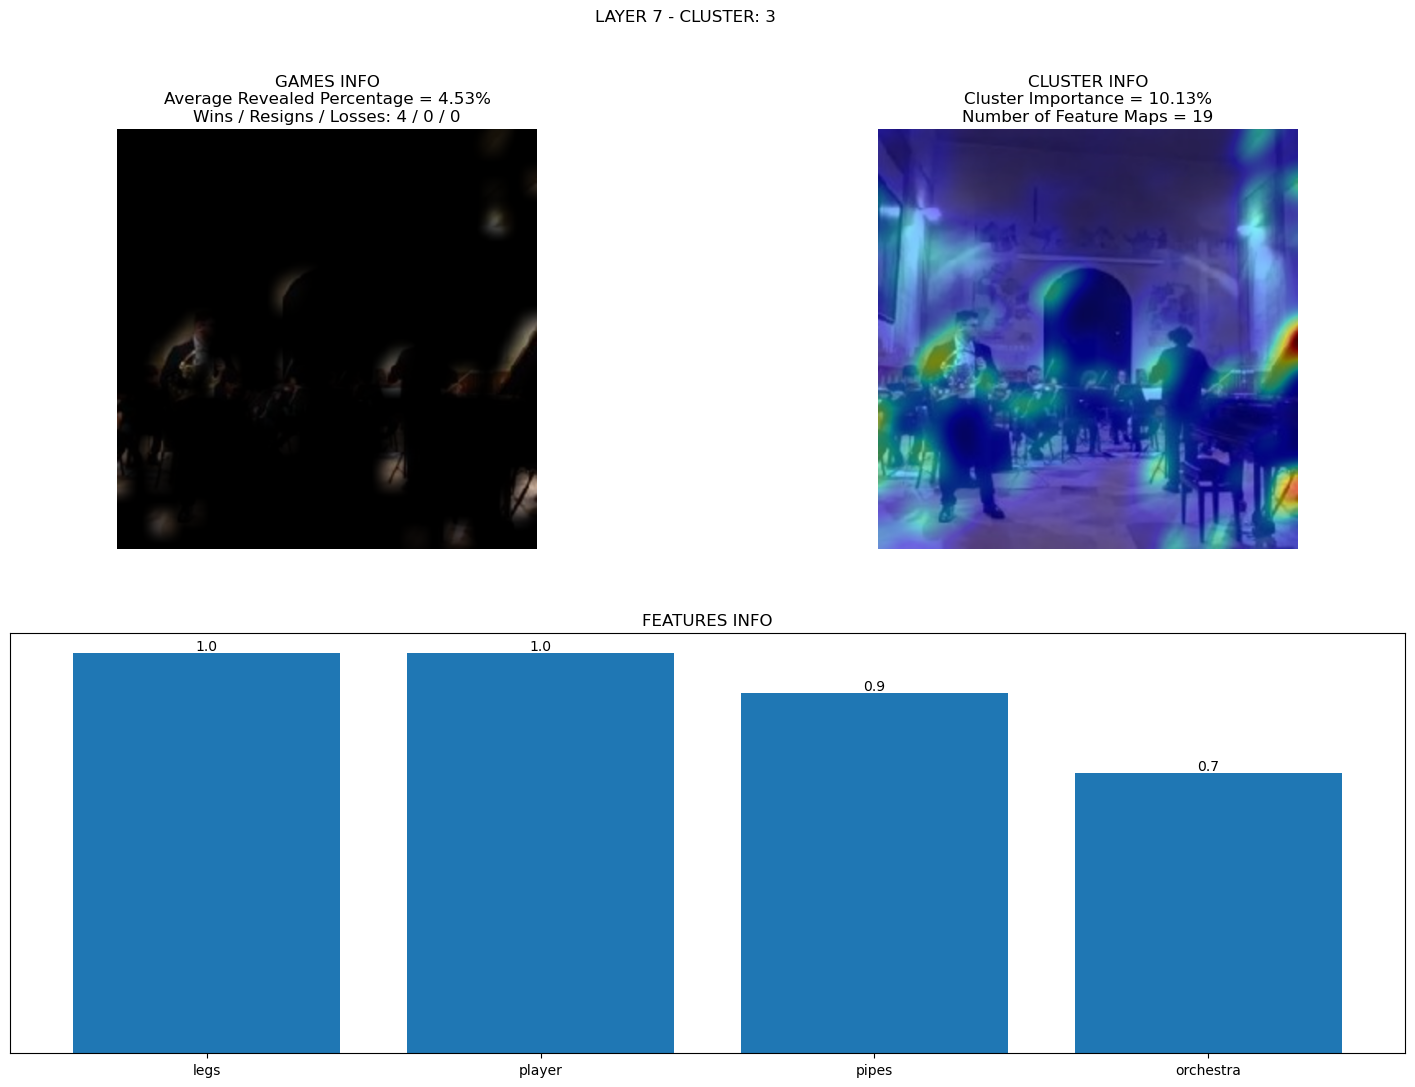 LAYER 7 - CLUSTER: 3
GAMES INFO
Average Revealed Percentage = 4.53%
Wins / Resigns / Losses: 4 / 0 / 0
CLUSTER INFO
Cluster Importance = 10.13%
Number of Feature Maps = 19
FEATURES INFO
1.0
1.0
0.9
0.7
legs
player
pipes
orchestra